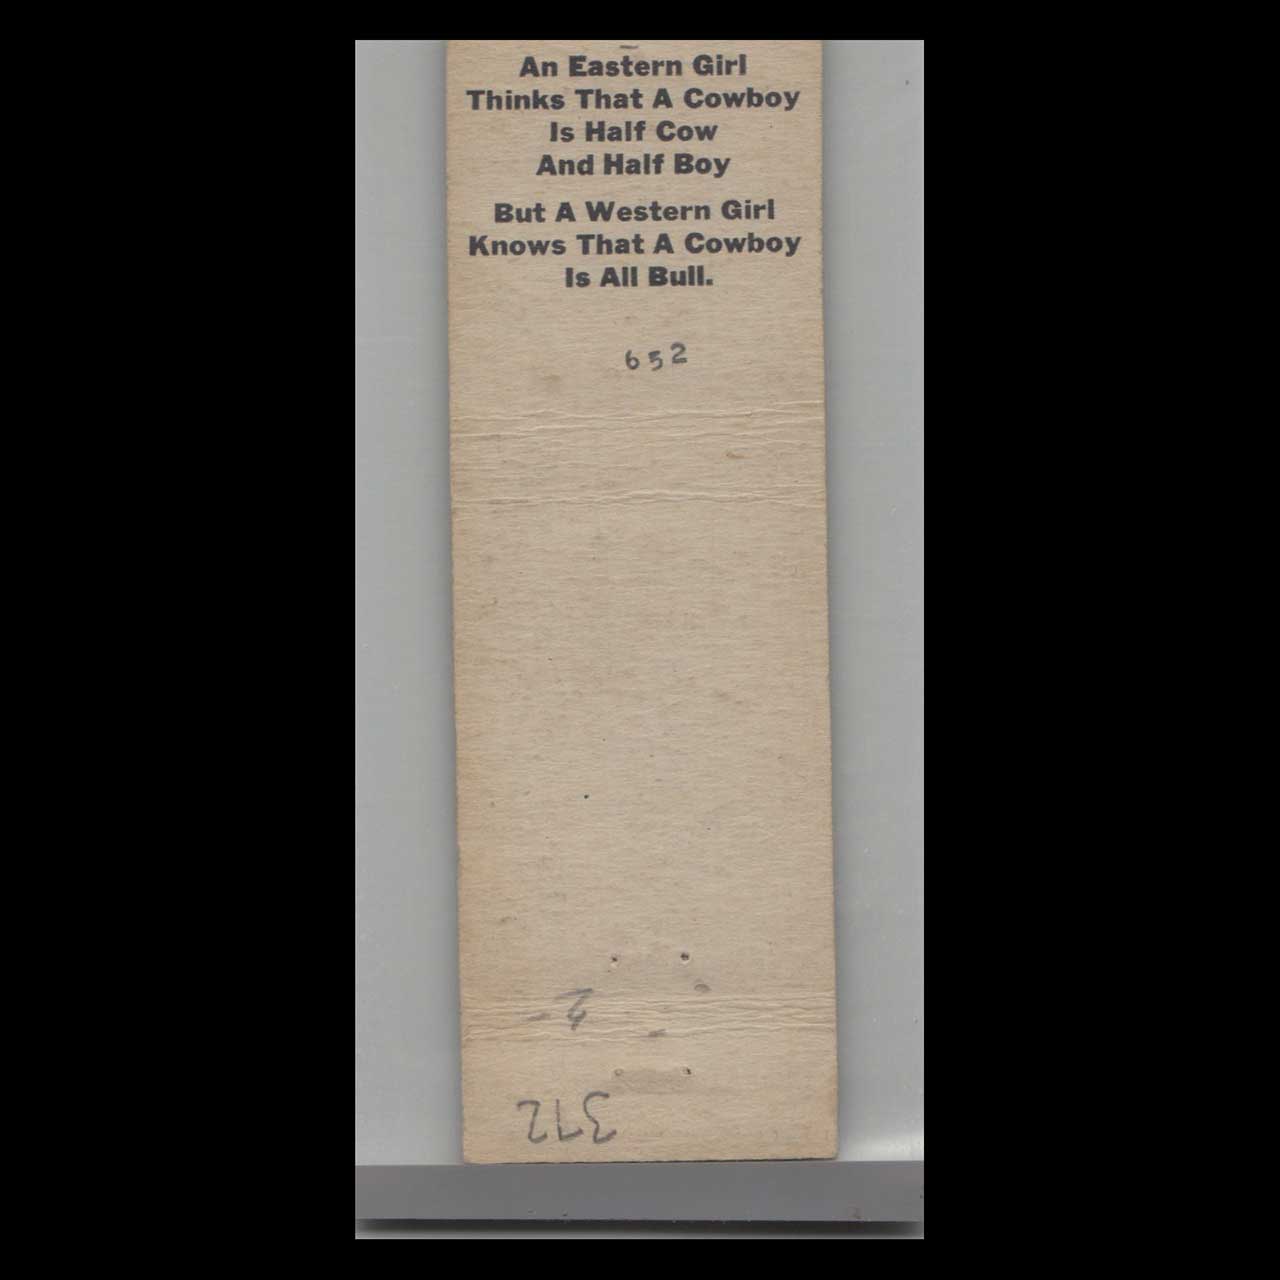 An Eastern Girl
Thinks That A Cowboy
Is Half Cow
And Half Boy
But A Western Girl
Knows That A Cowboy
Is All Bull.
652
372